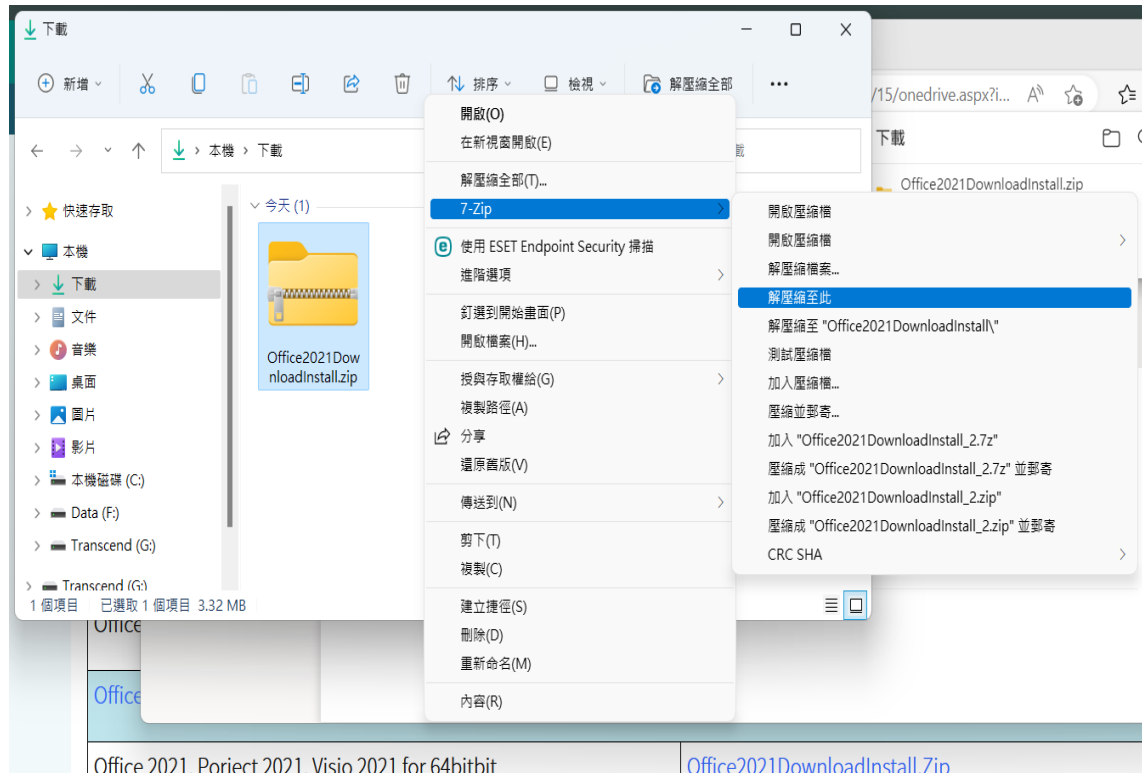 下載
新增
排序
檢視
解壓縮全部
本機 > 下載
載
快速存取
本機
下載
文件
音樂
桌面
圖片
影片
本機磁碟 (C:)
Data (F:)
Transcend (G:)
Transcend (G:)
1 個項目
已選取 1 個項目 3.32 MB
今天 (1)
Office2021Dow
nloadInstall.zip
開啟(O)
在新視窗開啟(E)
解壓縮全部(T)...
7-Zip
使用 ESET Endpoint Security 掃描
進階選項
釘選到開始畫面(P)
開啟檔案(H)...
授與存取權給(G)
複製路徑(A)
分享
還原舊版(V)
傳送到(N)
剪下(T)
複製(C)
建立捷徑(S)
刪除(D)
重新命名(M)
內容(R)
/15/onedrive.aspx?i...
下載
Office2021DownloadInstall.zip
開啟壓縮檔
開啟壓縮檔
解壓縮檔案...
解壓縮至此
解壓縮至 "Office2021DownloadInstall\"
測試壓縮檔
加入壓縮檔...
壓縮並郵寄...
加入 "Office2021DownloadInstall_2.7z"
壓縮成 "Office2021DownloadInstall_2.7z" 並郵寄
加入 "Office2021DownloadInstall_2.zip"
壓縮成 "Office2021DownloadInstall_2.zip" 並郵寄
CRC SHA
Office
Office
Office 2021, Porject 2021, Visio 2021 for 64bitbit
Office2021DownloadInstall.Zip